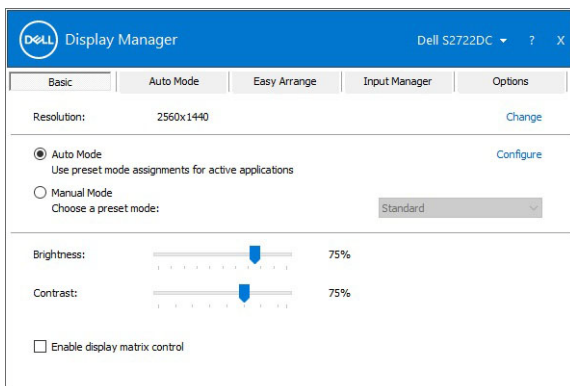 DELL Display Manager Dell S2722DC ? X
Basic Auto Mode Easy Arrange Input Manager Options
Resolution: 2560x1440 Change
Auto Mode Configure
Use preset mode assignments for active applications
Manual Mode
Choose a preset mode: Standard
Brightness: 75%
Contrast: 75%
Enable display matrix control